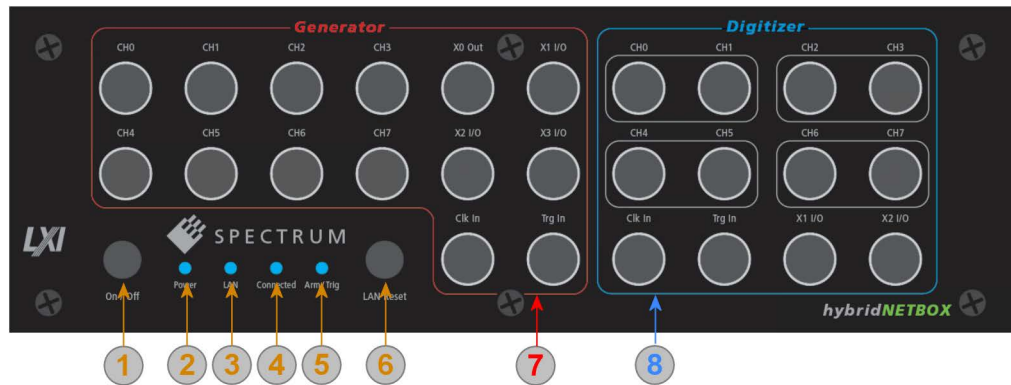 Generator
Digitizer
CH0 CH1 CH2 CH3 X0 Out X1 I/O
CH0 CH1 CH2 CH3
CH4 CH5 CH6 CH7 X2 I/O X3 I/O
CH4 CH5 CH6 CH7
Clk In Trg In
Clk In Trg In X1 I/O X2 I/O
LXI
SPECTRUM
On / Off
Power LAN Connected Arm/Trig
LAN Reset
hybridNETBOX
1 2 3 4 5 6 7 8